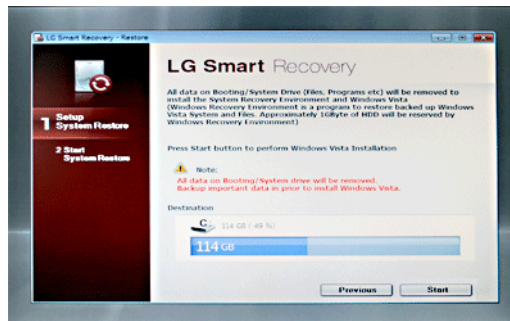 LG Smart Recovery - Restore
LG Smart Recovery
All data on Booting/System Drive (Files, Programs etc) will be removed to
install the System Recovery Environment and Windows Vista
(Windows Recovery Environment is a program to restore backed up Windows
Vista System and Files. Approximately 1GByte of HDD will be reserved by
Windows Recovery Environment)
1 Setup
System Restore
2 Start
System Restore
Press Start button to perform Windows Vista Installation
Note:
All data on Booting/System drive will be removed.
Backup important data in prior to install Windows Vista.
Destination
C: 114 GB ( 49 %)
114 GB
Previous
Start